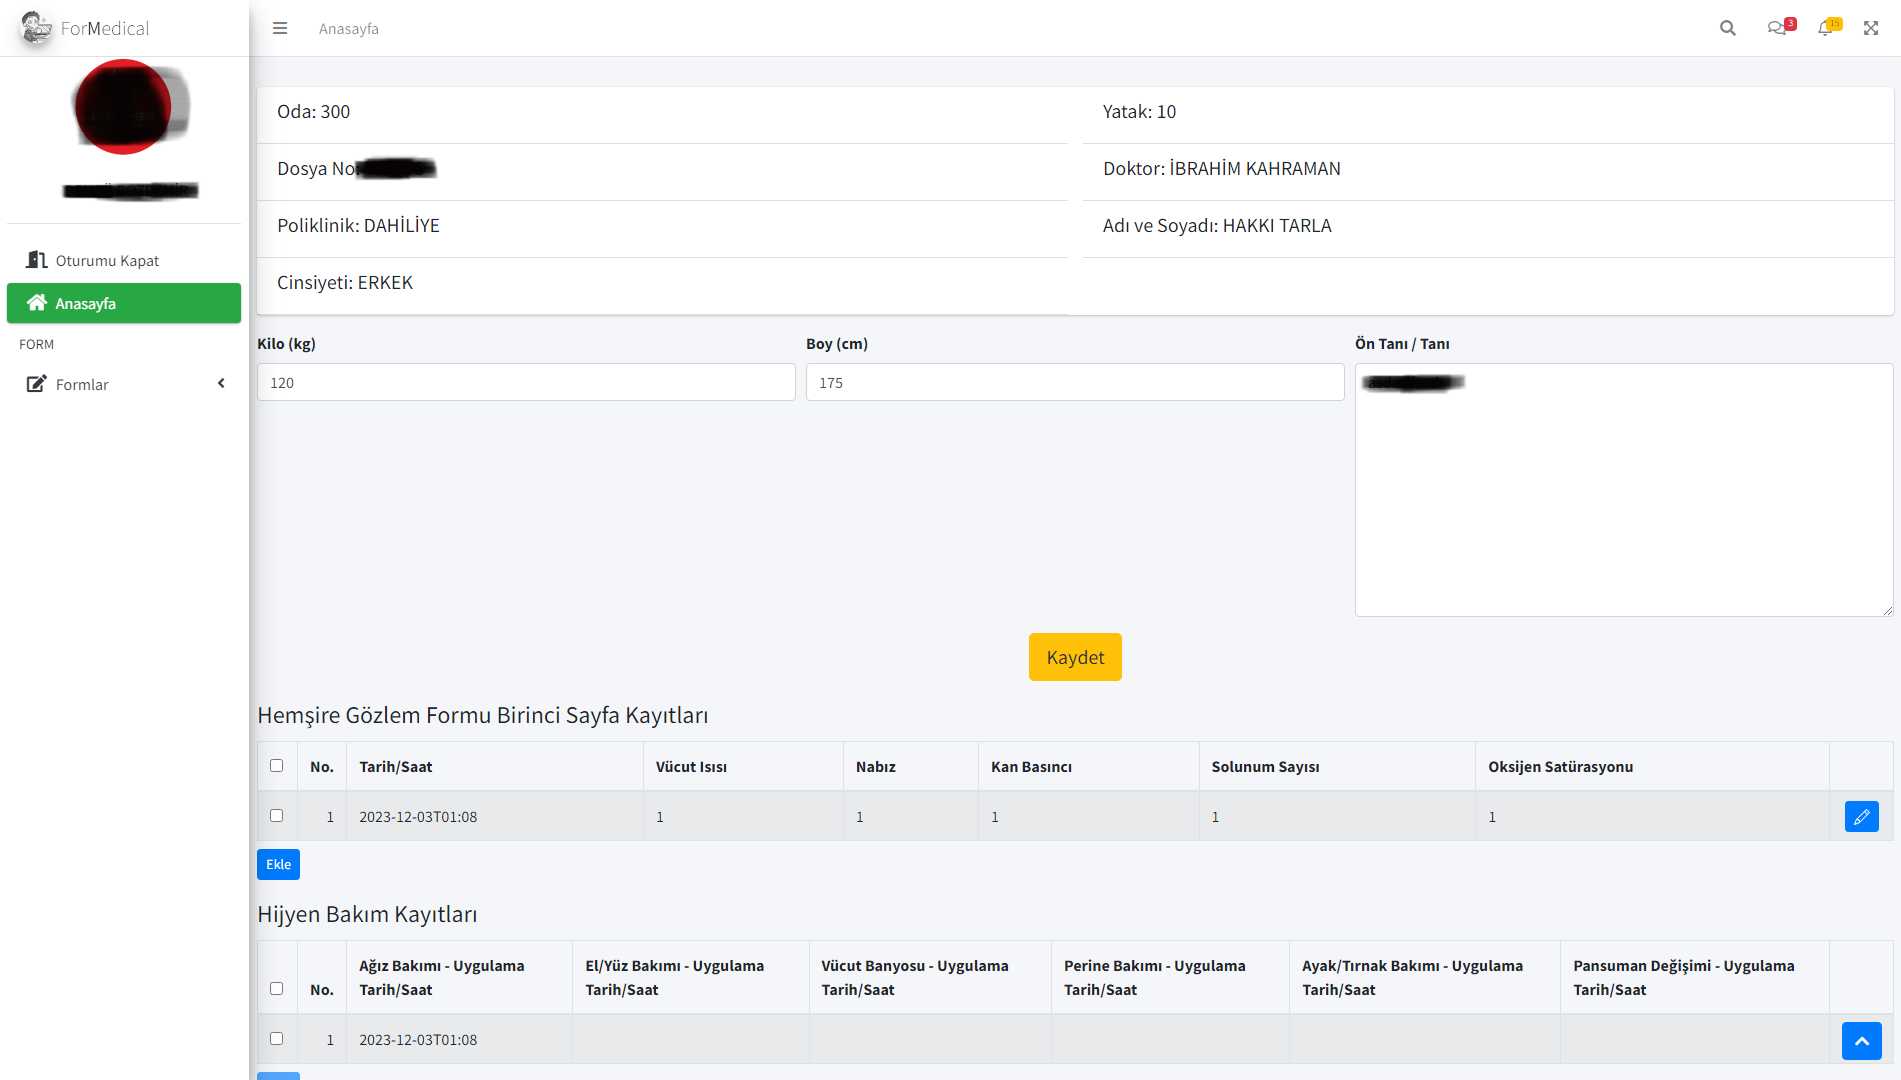 ForMedical
Anasayfa
3
15
Oturumu Kapat
Anasayfa
FORM
Formlar
Oda: 300
Yatak: 10
Dosya No
Doktor: İBRAHİM KAHRAMAN
Poliklinik: DAHİLİYE
Adı ve Soyadı: HAKKI TARLA
Cinsiyeti: ERKEK
Kilo (kg)
Boy (cm)
Ön Tanı / Tanı
120
175
Kaydet
Hemşire Gözlem Formu Birinci Sayfa Kayıtları
No. Tarih/Saat Vücut Isısı Nabız Kan Basıncı Solunum Sayısı Oksijen Satürasyonu
1 2023-12-03T01:08 1 1 1 1 1
Ekle
Hijyen Bakım Kayıtları
No. Ağız Bakımı - Uygulama Tarih/Saat El/Yüz Bakımı - Uygulama Tarih/Saat Vücut Banyosu - Uygulama Tarih/Saat Perine Bakımı - Uygulama Tarih/Saat Ayak/Tırnak Bakımı - Uygulama Tarih/Saat Pansuman Değişimi - Uygulama Tarih/Saat
1 2023-12-03T01:08